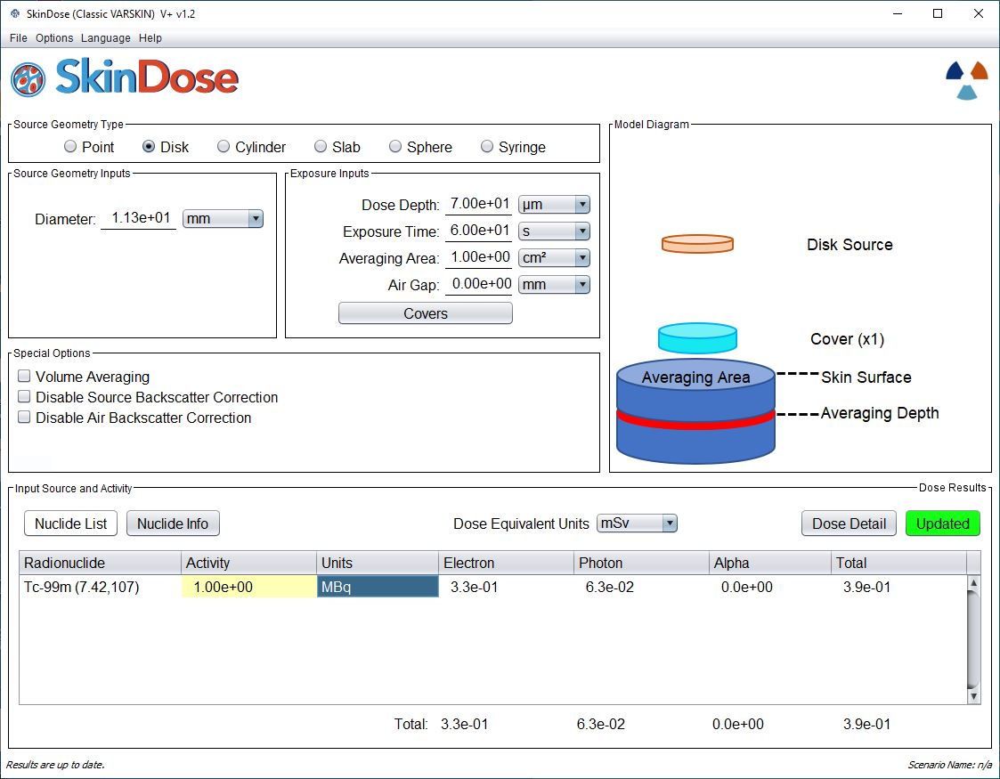 SkinDose (Classic VARSKIN) V+ v1.2
File Options Language Help
SkinDose
Source Geometry Type
Point Disk Cylinder Slab Sphere Syringe
Source Geometry Inputs
Diameter: 1.13e+01 mm
Exposure Inputs
Dose Depth: 7.00e+01 µm
Exposure Time: 6.00e+01 s
Averaging Area: 1.00e+00 cm²
Air Gap: 0.00e+00 mm
Covers
Special Options
Volume Averaging
Disable Source Backscatter Correction
Disable Air Backscatter Correction
Model Diagram
Disk Source
Cover (x1)
Averaging Area
Skin Surface
Averaging Depth
Input Source and Activity Dose Results
Nuclide List Nuclide Info Dose Equivalent Units mSv Dose Detail Updated
Radionuclide Activity Units Electron Photon Alpha Total
Tc-99m (7.42,107) 1.00e+00 MBq 3.3e-01 6.3e-02 0.0e+00 3.9e-01
Total: 3.3e-01 6.3e-02 0.0e+00 3.9e-01
Results are up to date. Scenario Name: n/a